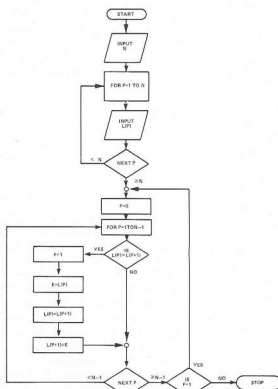 START
INPUT
N
FOR P=1 TO N
INPUT
L(P)
< N
NEXT P
≥N
F=0
FOR P=1TON-1
YES
IS
L(P)>L(P+1)
F=1
NO
E=L(P)
L(P)=L(P+1)
L(P+1)=E
YES
<N-1
NEXT P
≥N-1
IS
F=1
NO
STOP